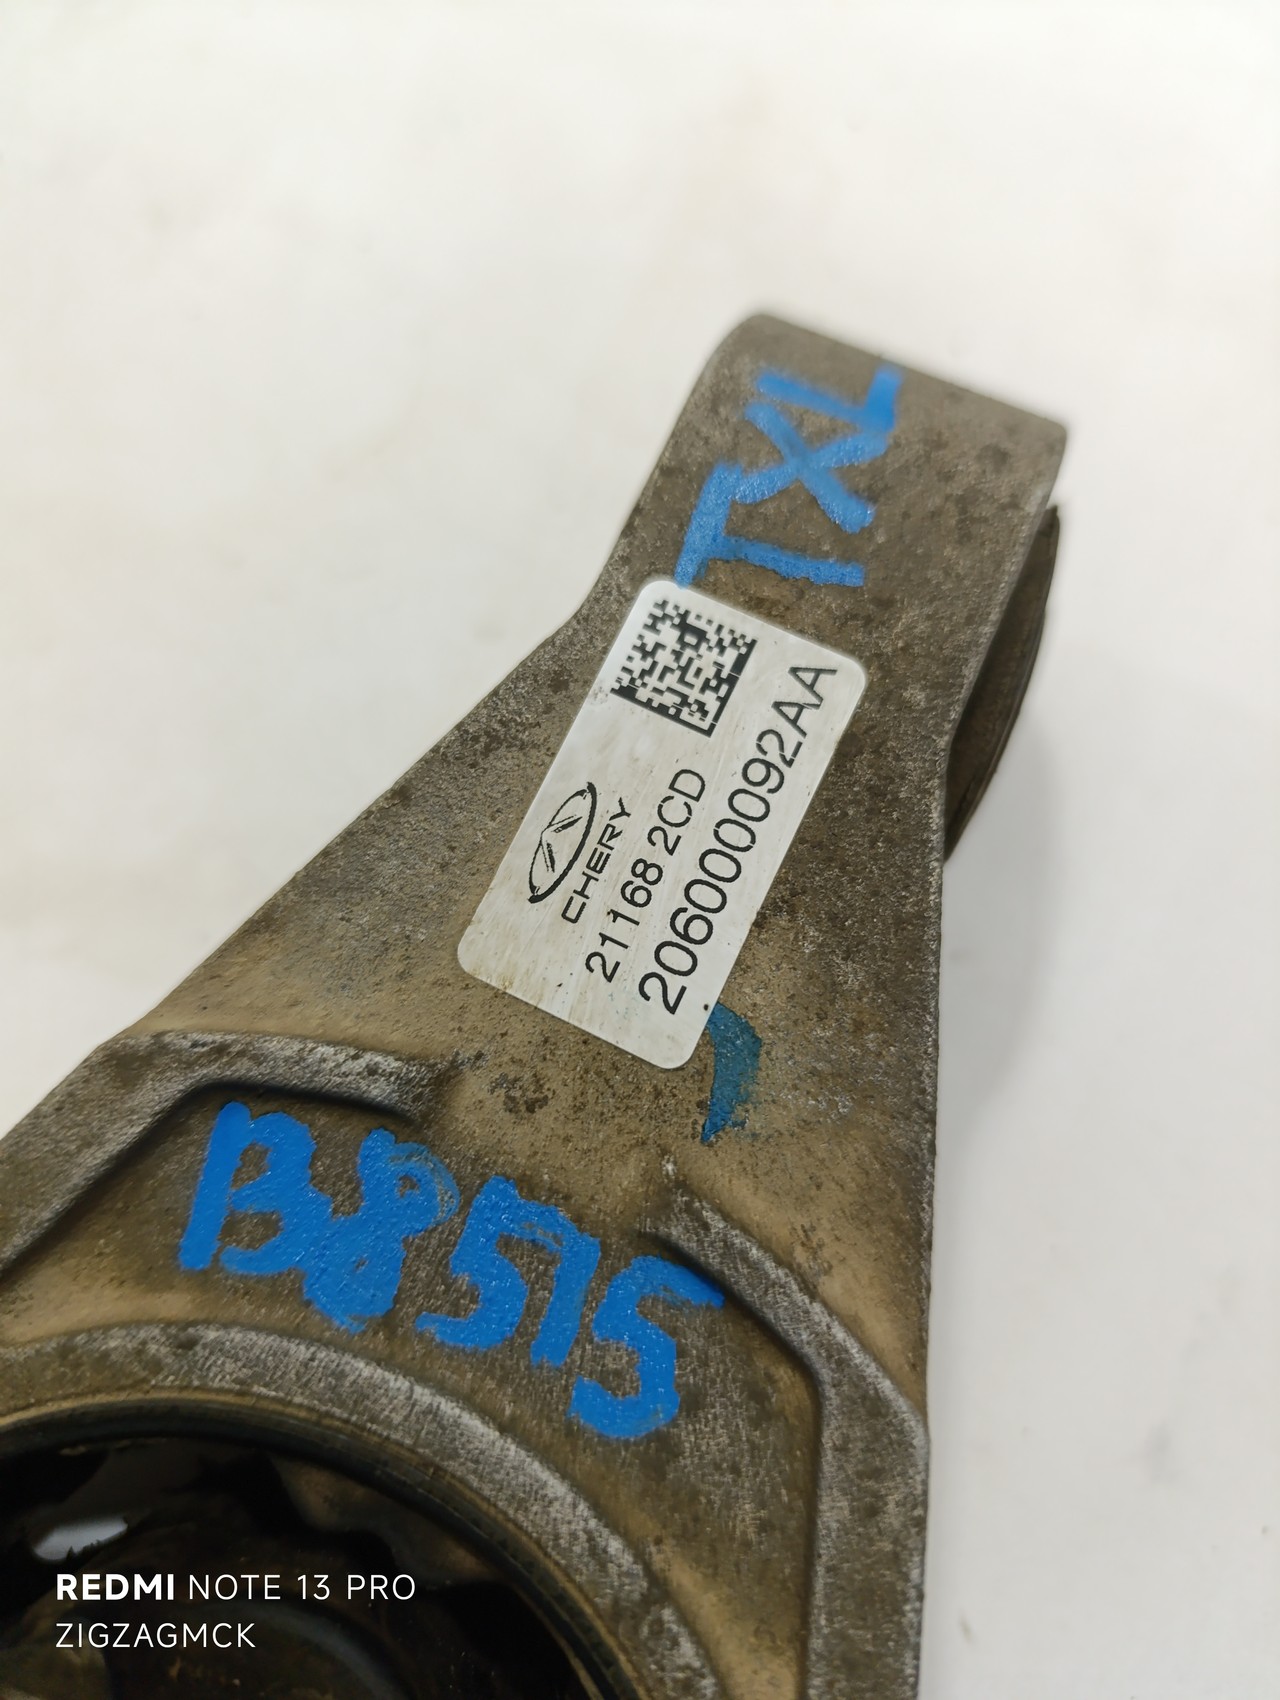 TXL
CHERY
21168 2CD
206000092AA
B8515
REDMI NOTE 13 PRO
ZIGZAGMCK